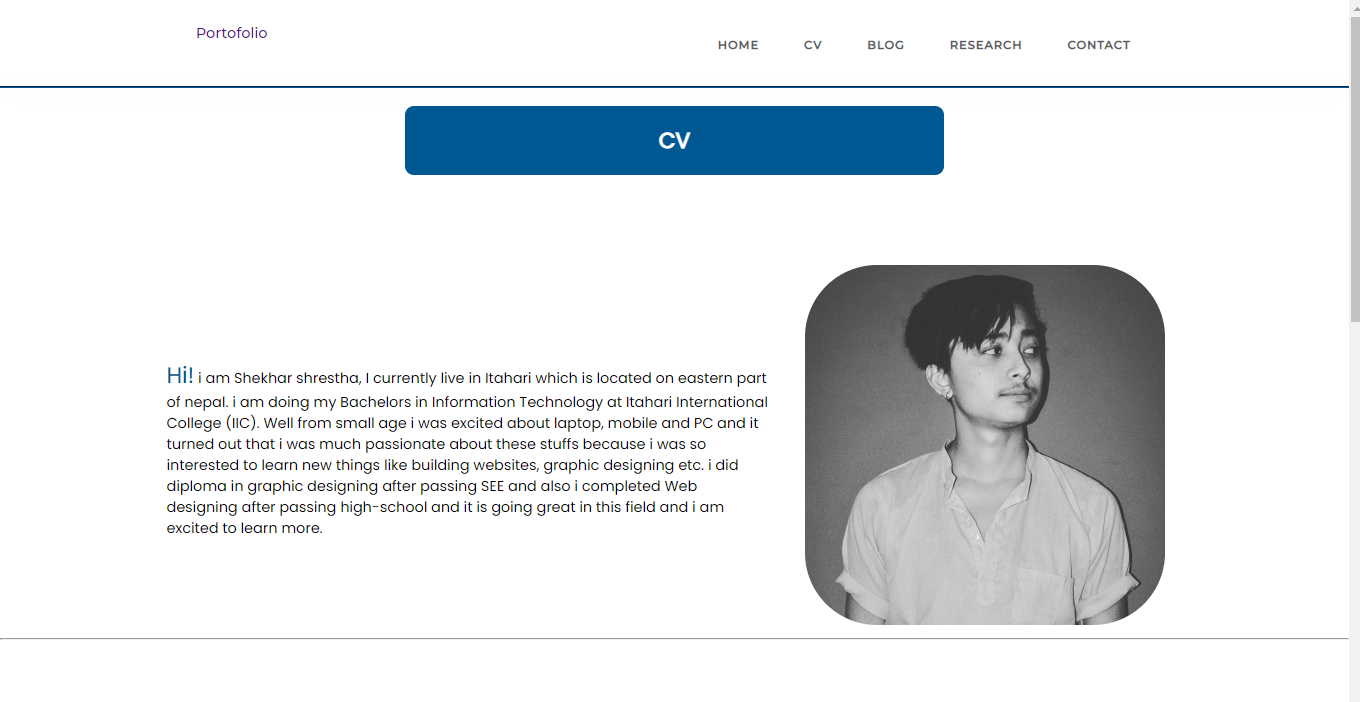 Portofolio
HOME CV BLOG RESEARCH CONTACT
CV
Hi! i am Shekhar shrestha, I currently live in Itahari which is located on eastern part
of nepal. i am doing my Bachelors in Information Technology at Itahari International
College (IIC). Well from small age i was excited about laptop, mobile and PC and it
turned out that i was much passionate about these stuffs because i was so
interested to learn new things like building websites, graphic designing etc. i did
diploma in graphic designing after passing SEE and also i completed Web
designing after passing high-school and it is going great in this field and i am
excited to learn more.